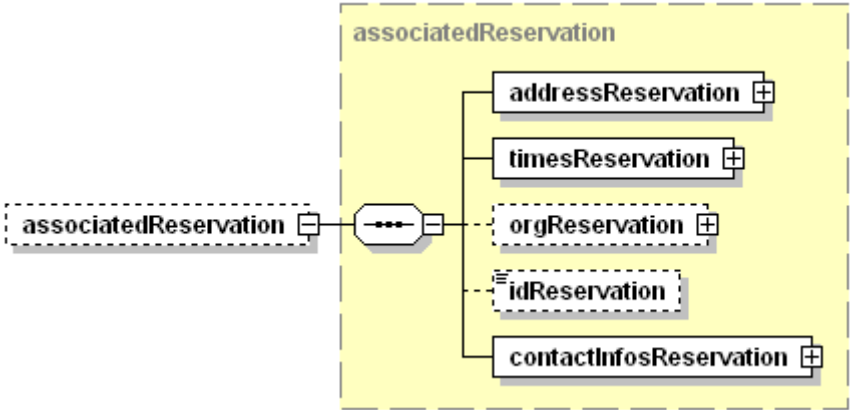 associatedReservation
addressReservation
timesReservation
associatedReservation
orgReservation
idReservation
contactInfosReservation